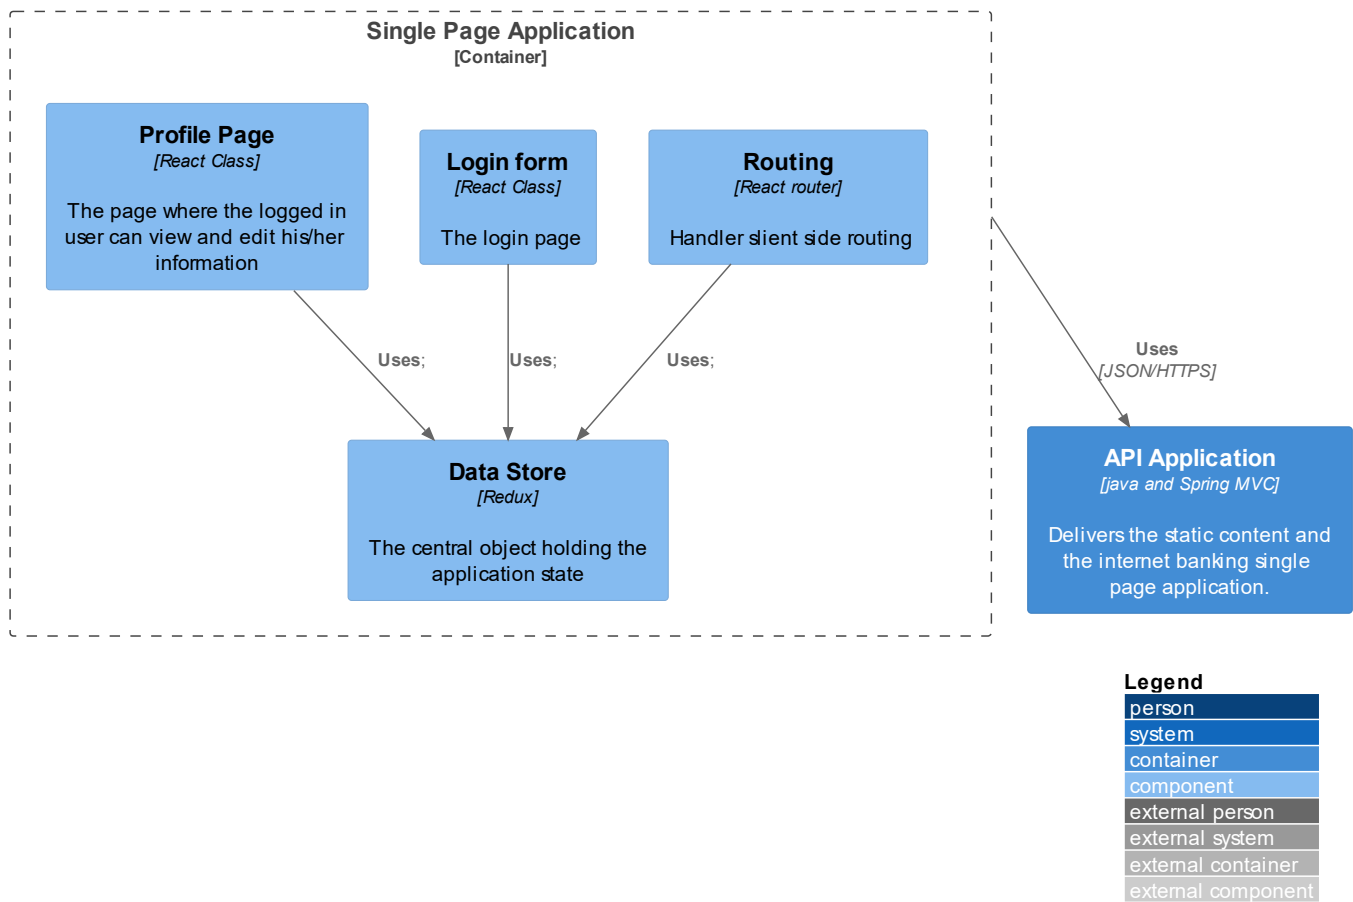 Single Page Application
[Container]
Profile Page
[React Class]
The page where the logged in
user can view and edit his/her
information
Login form
[React Class]
The login page
Routing
[React router]
Handler slient side routing
Uses;
Uses;
Uses;
Uses
[JSON/HTTPS]
Data Store
[Redux]
The central object holding the
application state
API Application
[java and Spring MVC]
Delivers the static content and
the internet banking single
page application.
Legend
person
system
container
component
external person
external system
external container
external component